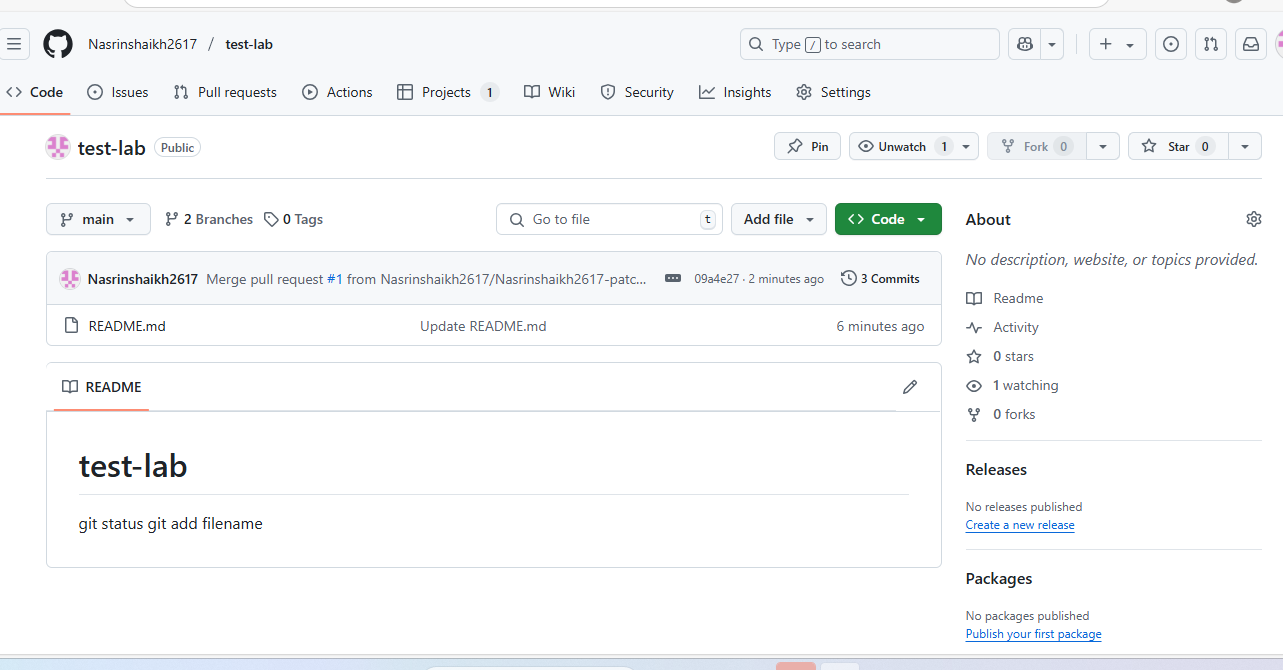 Nasrinshaikh2617 / test-lab
Type / to search
Code Issues Pull requests Actions Projects 1 Wiki Security Insights Settings
test-lab Public
Pin Unwatch 1 Fork 0 Star 0
main 2 Branches 0 Tags
Go to file t Add file Code
Nasrinshaikh2617 Merge pull request #1 from Nasrinshaikh2617/Nasrinshaikh2617-patc... 09a4e27 · 2 minutes ago 3 Commits
README.md Update README.md 6 minutes ago
README
test-lab
git status git add filename
About
No description, website, or topics provided.
Readme
Activity
0 stars
1 watching
0 forks
Releases
No releases published
Create a new release
Packages
No packages published
Publish your first package